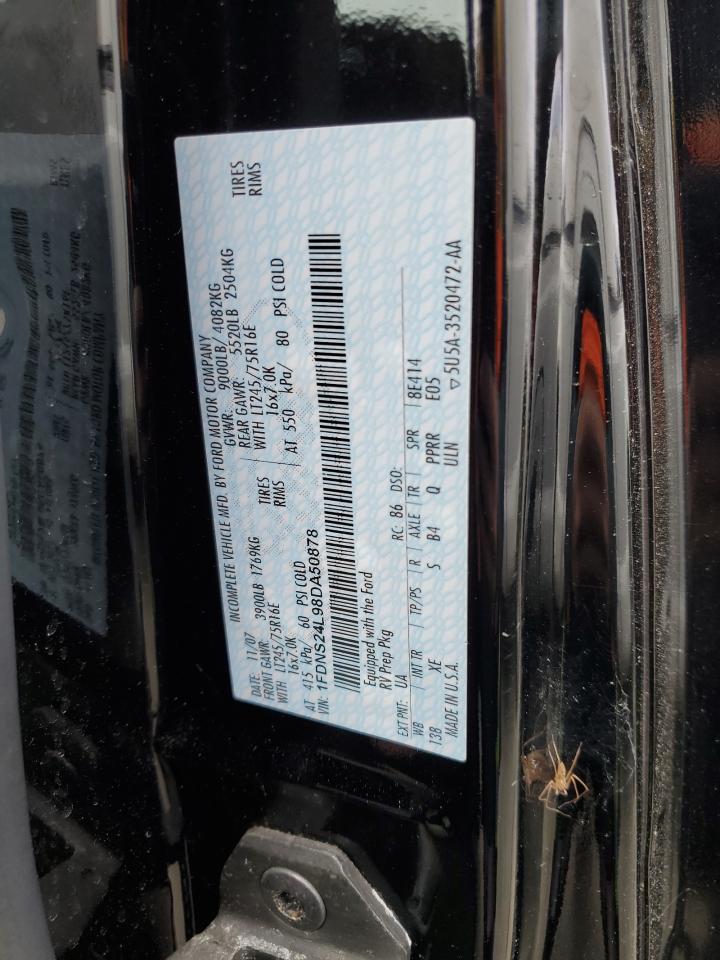 INCOMPLETE VEHICLE MFD. BY FORD MOTOR COMPANY
DATE: 11/07 GVWR: 9000LB/ 4082KG
FRONT GAWR: 3900LB 1769KG REAR GAWR: 5520LB 2504KG
WITH LT245/75R16E TIRES WITH LT245/75R16E TIRES
16x7.0K RIMS 16x7.0K RIMS
AT 415 kPa/ 60 PSI COLD AT 550 kPa/ 80 PSI COLD
VIN: 1FDNS24L98DA50878
Equipped with the Ford
RV Prep Pkg
EXT PNT: UA RC: 86 DSO:
WB INT TR TP/PS R AXLE TR SPR 8E414
138 XE S B4 Q PPRR E05
MADE IN U.S.A. ULN
▽5U5A-3520472-AA